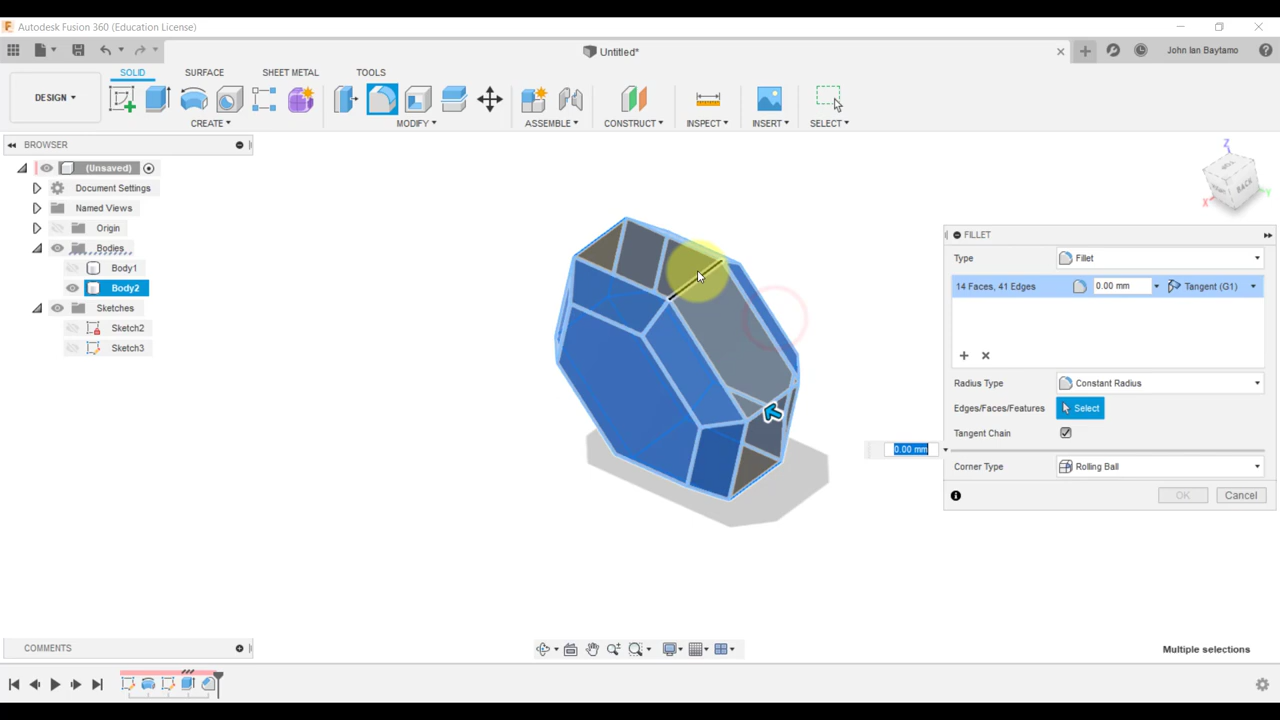 Autodesk Fusion 360 (Education License)
Untitled*
John Ian Baytamo
SOLID
SURFACE
SHEET METAL
TOOLS
DESIGN
CREATE
MODIFY
ASSEMBLE
CONSTRUCT
INSPECT
INSERT
SELECT
BROWSER
(Unsaved)
Document Settings
Named Views
Origin
Bodies
Body1
Body2
Sketches
Sketch2
Sketch3
Z
X
BACK
FILLET
Type
Fillet
14 Faces, 41 Edges
0.00 mm
Tangent (G1)
Radius Type
Constant Radius
Edges/Faces/Features
Select
Tangent Chain
0.00 mm
Corner Type
Rolling Ball
OK
Cancel
COMMENTS
Multiple selections